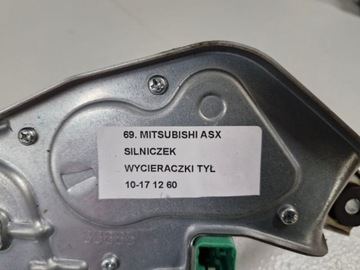 69. MITSUBISHI ASX
SILNICZEK
WYCIERACZKI TYŁ
10-17 12 60